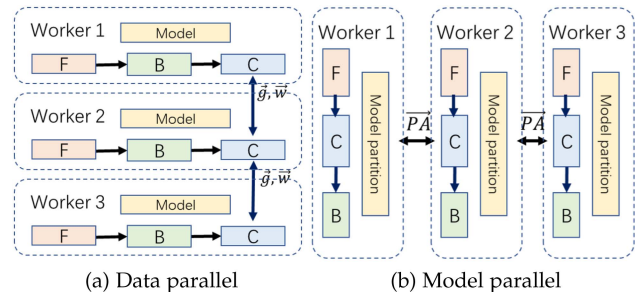 Worker 1
Model
F
B
C
g⃗, w⃗
Worker 2
Model
F
B
C
g⃗, w⃗
Worker 3
Model
F
B
C
(a) Data parallel
Worker 1
F
C
B
Model partition
PA⃗
Worker 2
F
C
B
Model partition
PA⃗
Worker 3
F
C
B
Model partition
(b) Model parallel